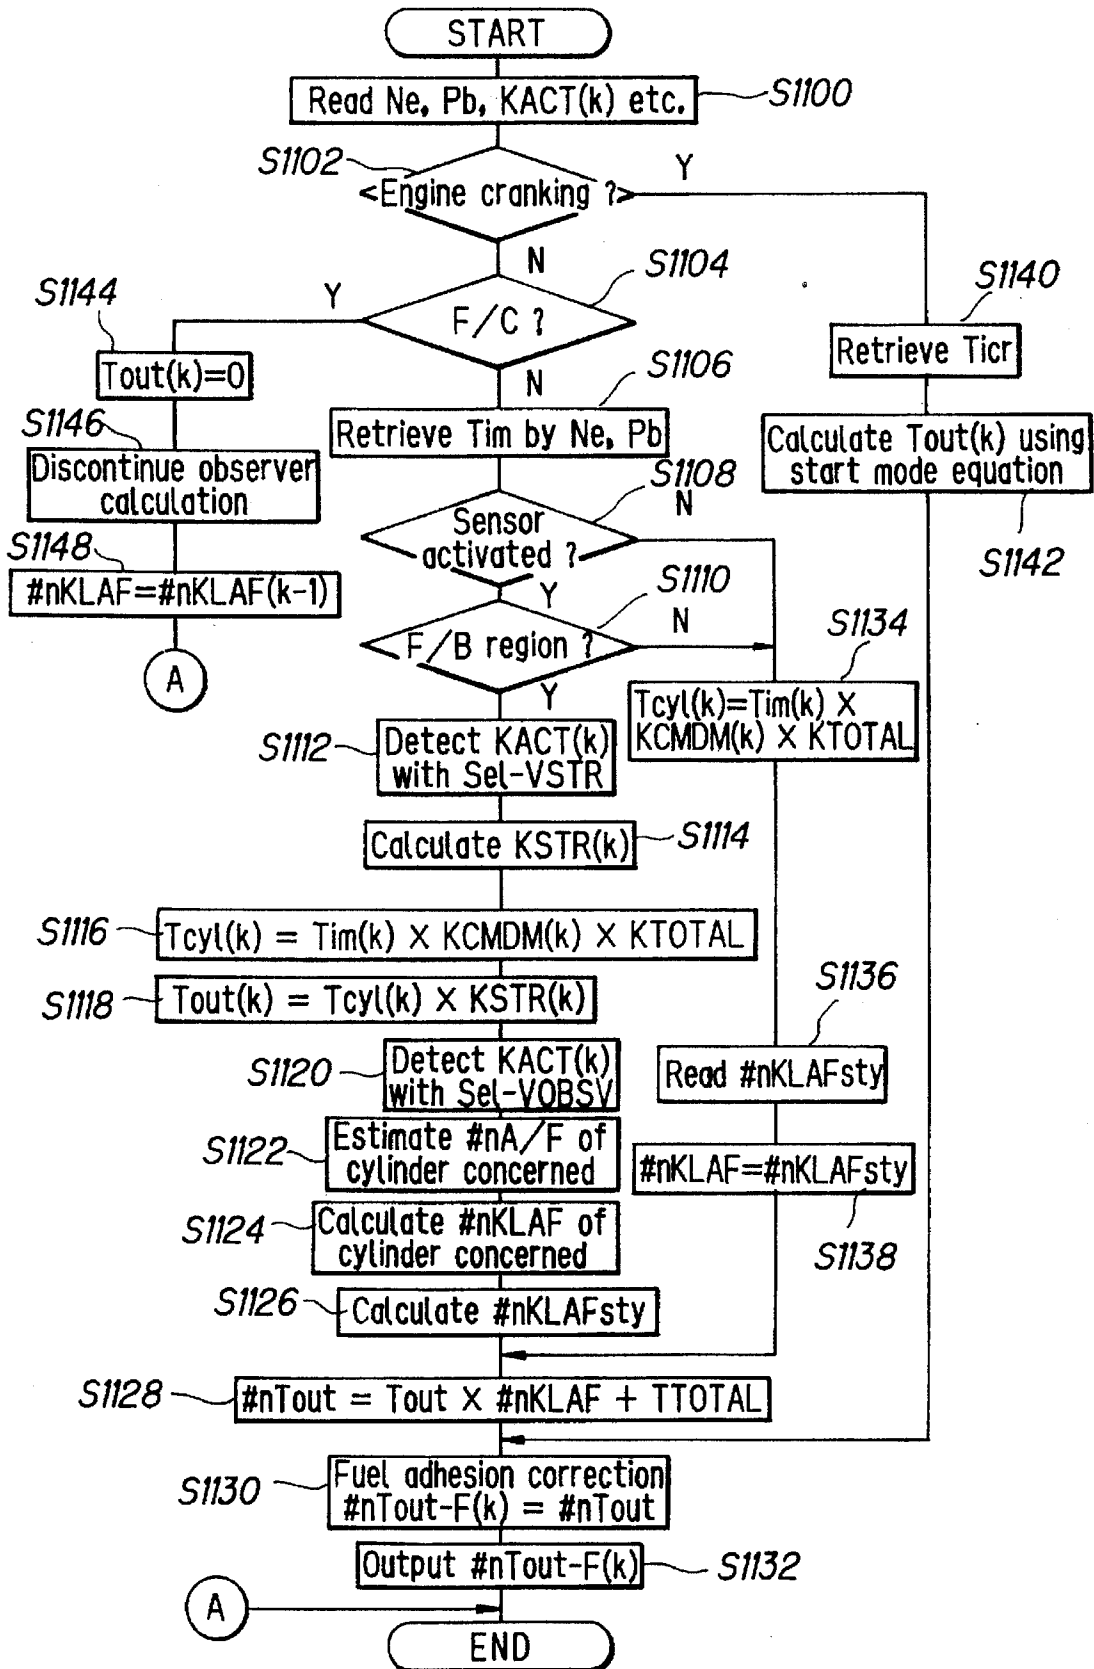 START
Read Ne, Pb, KACT(k) etc.
S1100
S1102
<Engine cranking ?>
Y
N
S1104
F/C ?
Y
N
S1144
Tout(k)=0
S1146
Discontinue observer
calculation
S1148
#nKLAF=#nKLAF(k-1)
A
S1140
Retrieve Ticr
Calculate Tout(k) using
start mode equation
S1142
S1106
Retrieve Tim by Ne, Pb
S1108
Sensor
activated ?
N
Y
S1110
F/B region ?
N
Y
S1134
Tcyl(k)=Tim(k) X
KCMDM(k) X KTOTAL
S1112
Detect KACT(k)
with Sel-VSTR
Calculate KSTR(k)
S1114
S1116
Tcyl(k) = Tim(k) X KCMDM(k) X KTOTAL
S1118
Tout(k) = Tcyl(k) X KSTR(k)
S1136
Read #nKLAFsty
#nKLAF=#nKLAFsty
S1138
S1120
Detect KACT(k)
with Sel-VOBSV
S1122
Estimate #nA/F of
cylinder concerned
S1124
Calculate #nKLAF of
cylinder concerned
S1126
Calculate #nKLAFsty
S1128
#nTout = Tout X #nKLAF + TTOTAL
S1130
Fuel adhesion correction
#nTout-F(k) = #nTout
Output #nTout-F(k)
S1132
A
END